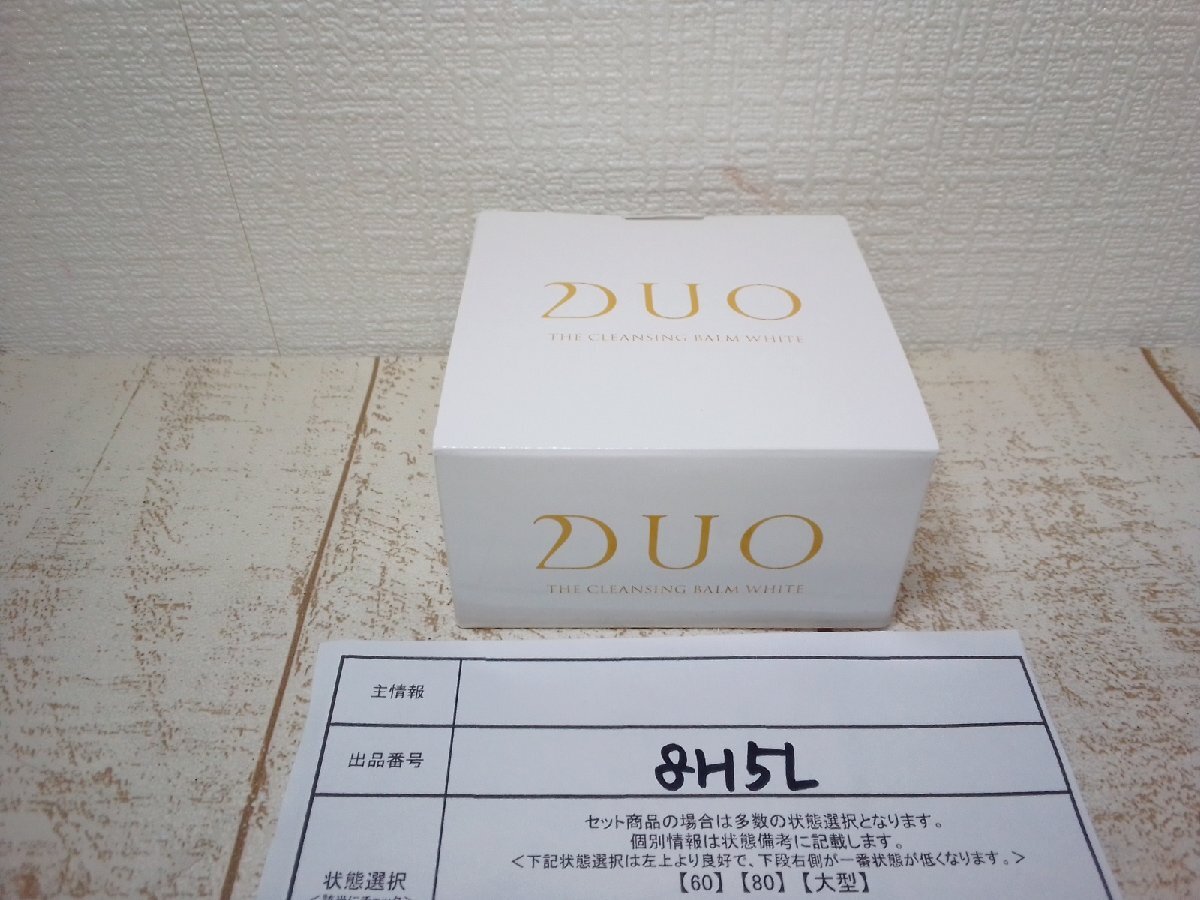 DUO
THE CLEANSING BALM WHITE
DUO
THE CLEANSING BALM WHITE
主情報
出品番号
8H5L
セット商品の場合は多数の状態選択となります。
個別情報は状態備考に記載します。
＜下記状態選択は左上より良好で、下段右側が一番状態が低くなります。＞
状態選択
【60】【80】【大型】